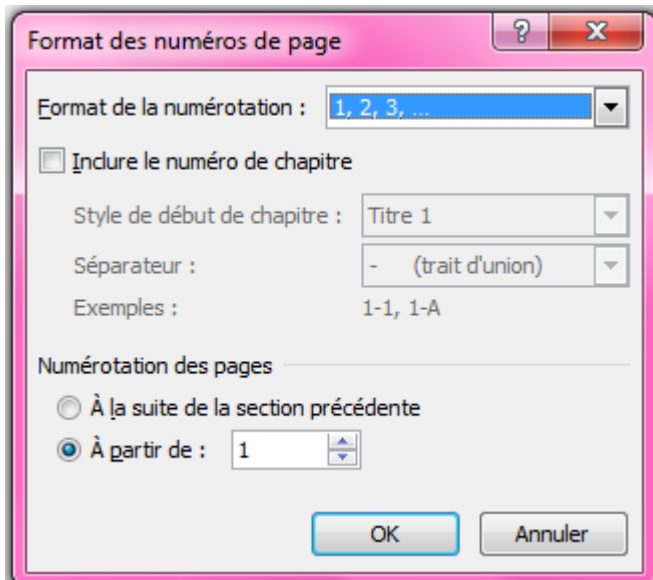 Format des numéros de page
Format de la numérotation : 1, 2, 3, ...
Inclure le numéro de chapitre
Style de début de chapitre : Titre 1
Séparateur : - (trait d'union)
Exemples : 1-1, 1-A
Numérotation des pages
À la suite de la section précédente
À partir de : 1
OK Annuler